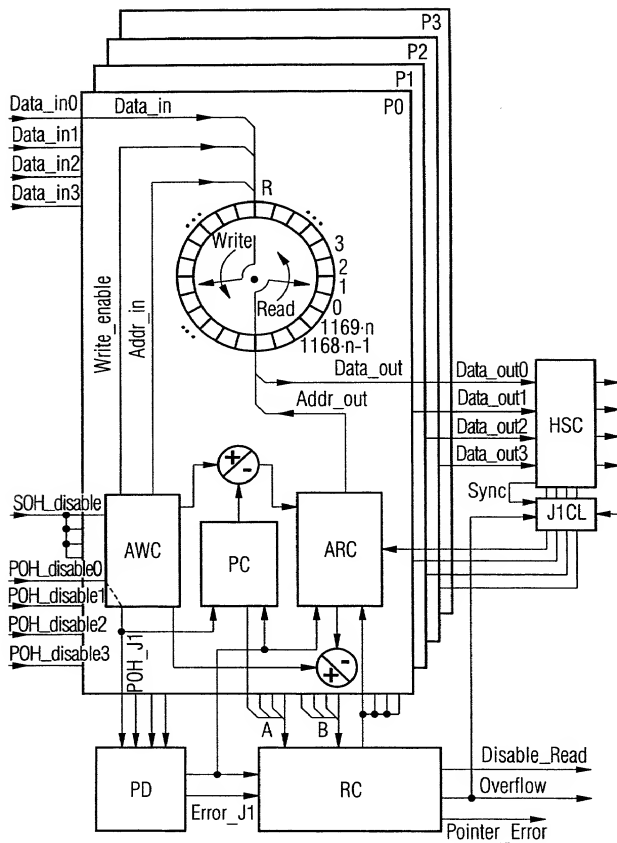 P3
P2
P1
P0
Data_in0
Data_in
Data_in1
Data_in2
Data_in3
R
Write
3
2
1
0
Read
1169·n
1168·n-1
Write_enable
Addr_in
Data_out
Data_out0
Addr_out
Data_out1
Data_out2
Data_out3
HSC
Sync
J1CL
+
-
SOH_disable
AWC
PC
ARC
POH_disable0
POH_disable1
POH_disable2
POH_disable3
POH_J1
-
+
A
B
PD
RC
Error_J1
Disable_Read
Overflow
Pointer_Error